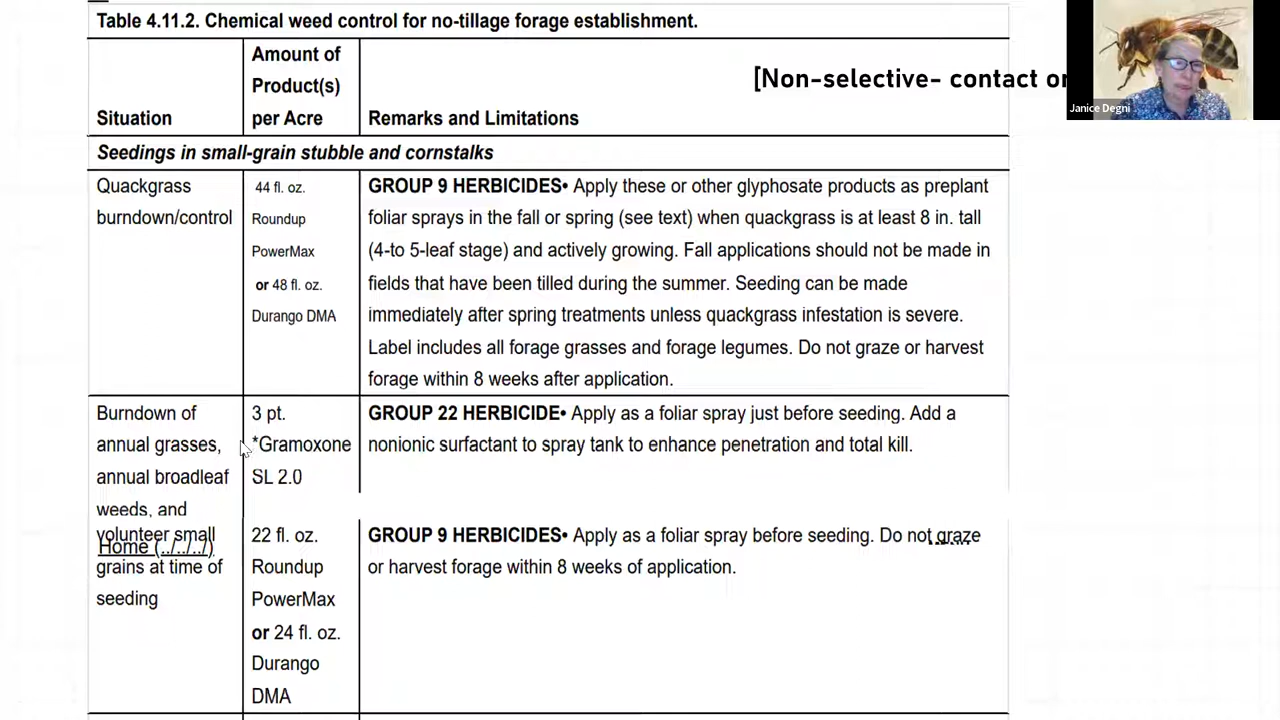 Table 4.11.2. Chemical weed control for no-tillage forage establishment.
Situation
Amount of
Product(s)
per Acre
Remarks and Limitations
[Non-selective- contact or
Janice Degni
Seedings in small-grain stubble and cornstalks
Quackgrass
burndown/control
44 fl. oz.
Roundup
PowerMax
or 48 fl. oz.
Durango DMA
GROUP 9 HERBICIDES• Apply these or other glyphosate products as preplant
foliar sprays in the fall or spring (see text) when quackgrass is at least 8 in. tall
(4-to 5-leaf stage) and actively growing. Fall applications should not be made in
fields that have been tilled during the summer. Seeding can be made
immediately after spring treatments unless quackgrass infestation is severe.
Label includes all forage grasses and forage legumes. Do not graze or harvest
forage within 8 weeks after application.
Burndown of
annual grasses,
annual broadleaf
weeds, and
volunteer small
Home (../../../)
grains at time of
seeding
3 pt.
*Gramoxone
SL 2.0
GROUP 22 HERBICIDE• Apply as a foliar spray just before seeding. Add a
nonionic surfactant to spray tank to enhance penetration and total kill.
22 fl. oz.
Roundup
PowerMax
or 24 fl. oz.
Durango
DMA
GROUP 9 HERBICIDES• Apply as a foliar spray before seeding. Do not graze
or harvest forage within 8 weeks of application.